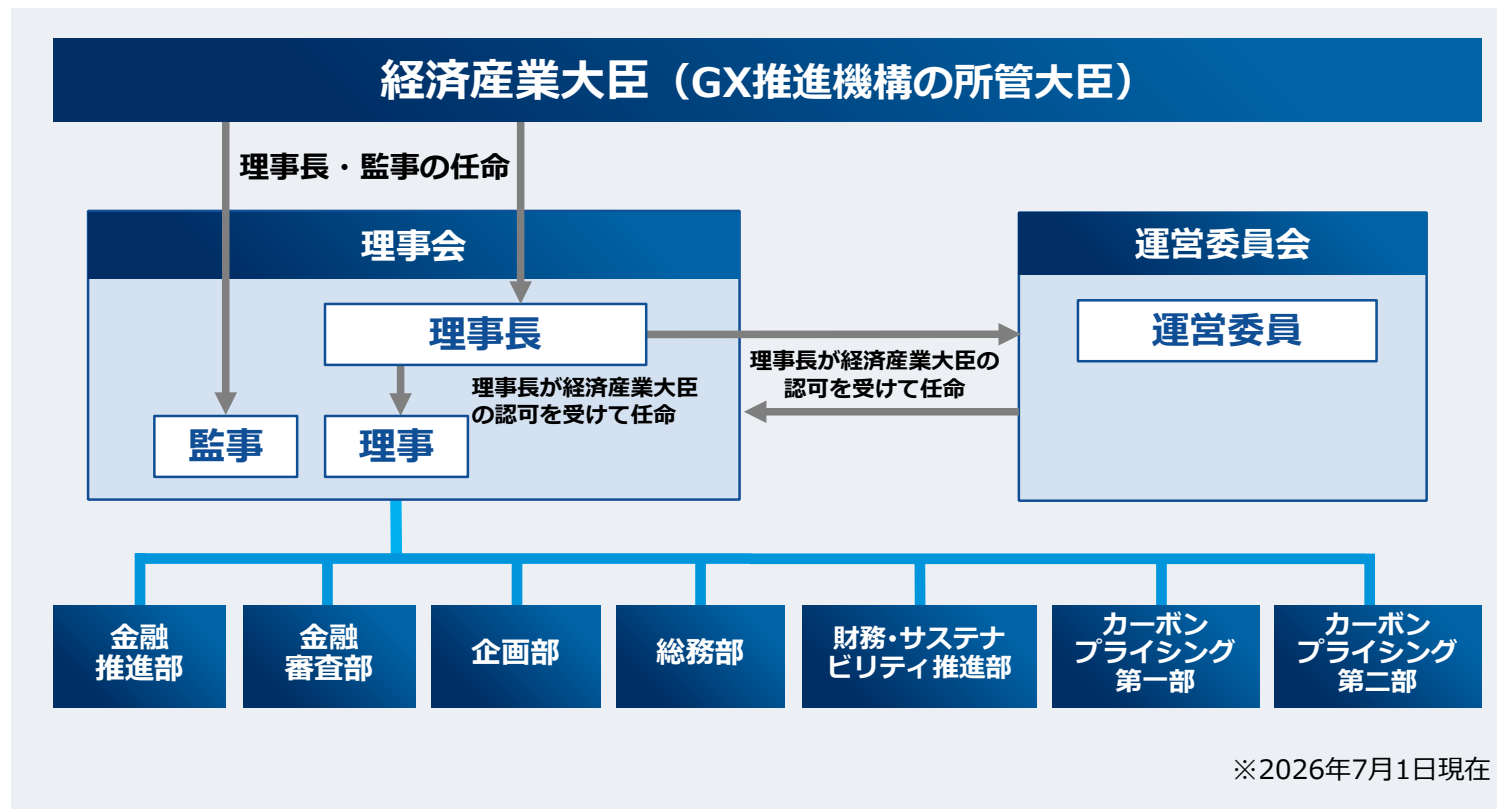 経済産業大臣（GX推進機構の所管大臣）
理事長・監事の任命
理事会
運営委員会
理事長
運営委員
理事長が経済産業大臣
の認可を受けて任命
理事長が経済産業大臣の
認可を受けて任命
監事
理事
金融
推進部
金融
審査部
企画部
総務部
財務・サステナ
ビリティ推進部
カーボン
プライシング
第一部
カーボン
プライシング
第二部
※2026年7月1日現在